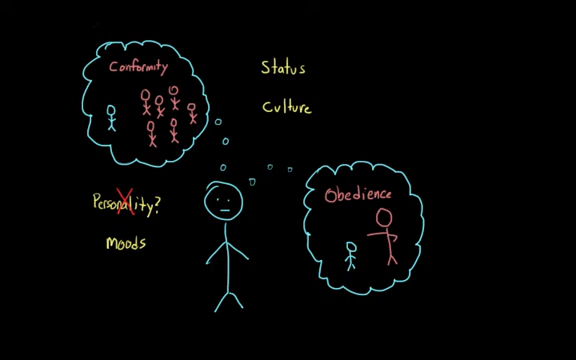 Conformity
Status
Culture
Personality?
Moods
Obedience